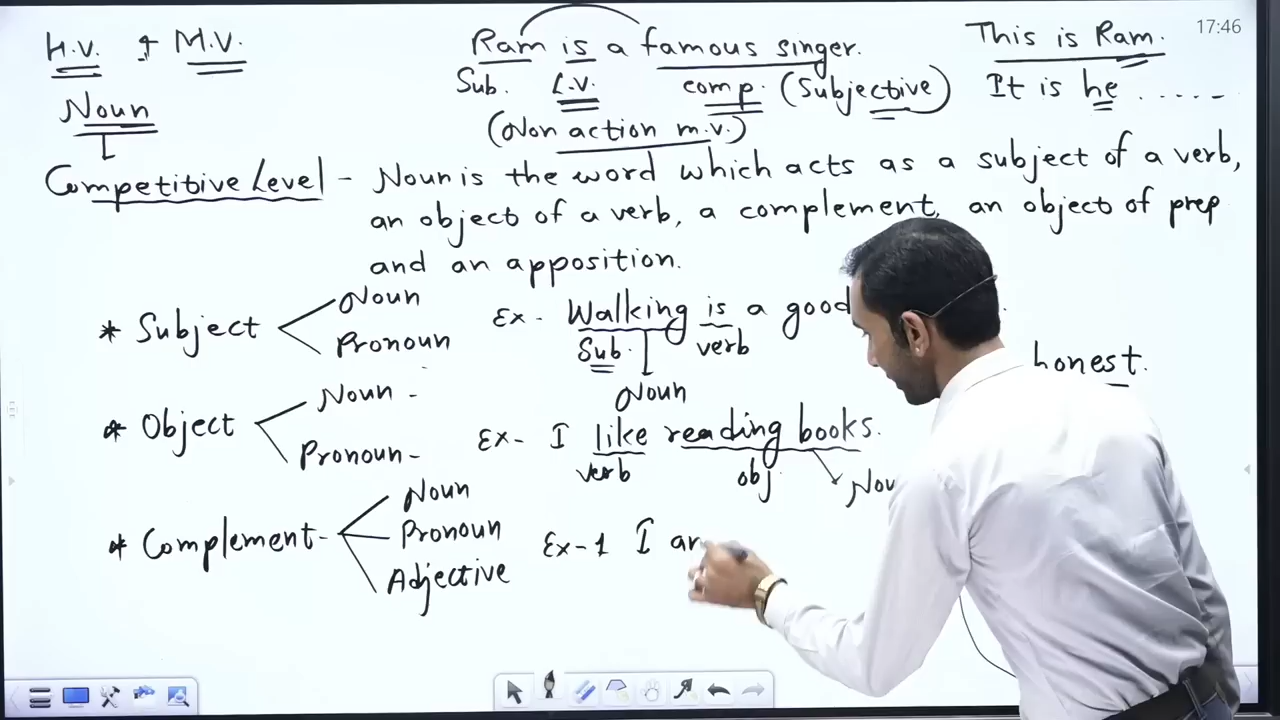 H.V. + M.V.
Ram is a famous singer.
This is Ram.
17:46
Sub. L.V. comp. (Subjective)
It is he ......
Noun
(Non action m.v.)
Competitive Level - Noun is the word which acts as a subject of a verb,
an object of a verb, a complement, an object of prep
and an apposition.
* Subject
Noun
Pronoun
Ex - Walking is a good
Sub. verb
Noun
honest.
* Object
Noun -
Pronoun -
Ex - I like reading books.
verb obj
* Complement -
Noun
Pronoun
Adjective
Ex-1 I